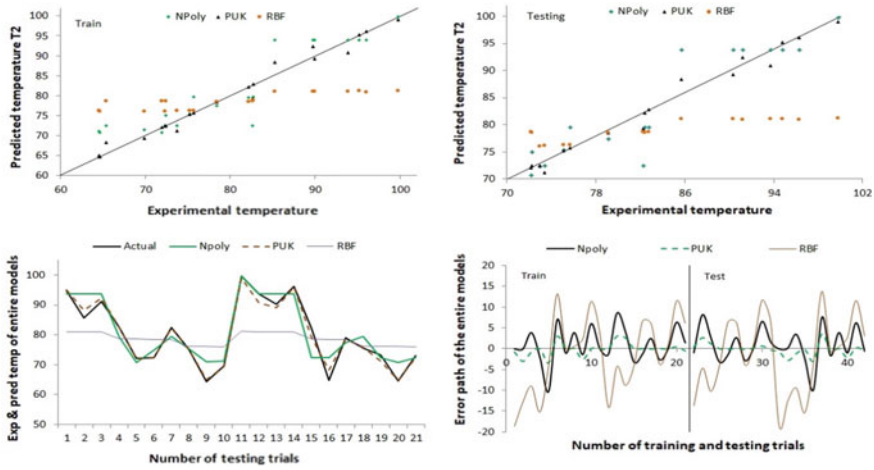 Train
NPoly PUK RBF
Predicted temperature T2
100
95
90
85
80
75
70
65
60
60 70 80 90 100
Experimental temperature
Testing
NPoly PUK RBF
Predicted temperature T2
100
95
90
85
80
75
70
70 78 86 94 102
Experimental temperature
Actual Npoly PUK RBF
Exp & pred temp of entire models
100
90
80
70
60
50
1 2 3 4 5 6 7 8 9 10 11 12 13 14 15 16 17 18 19 20 21
Number of testing trials
Npoly PUK RBF
Train Test
Error path of the entire models
20
15
10
5
0
-5
-10
-15
-20
0 10 20 30 40
Number of training and testing trials